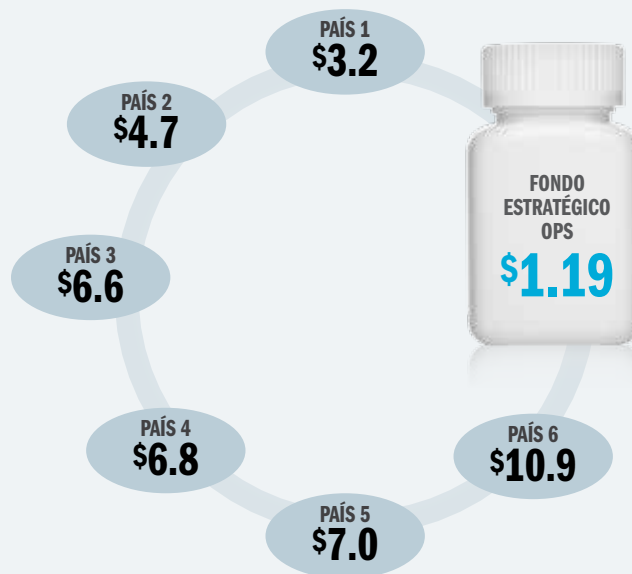 PAÍS 1
$3.2
PAÍS 2
$4.7
PAÍS 3
$6.6
PAÍS 4
$6.8
PAÍS 5
$7.0
PAÍS 6
$10.9
FONDO
ESTRATÉGICO
OPS
$1.19